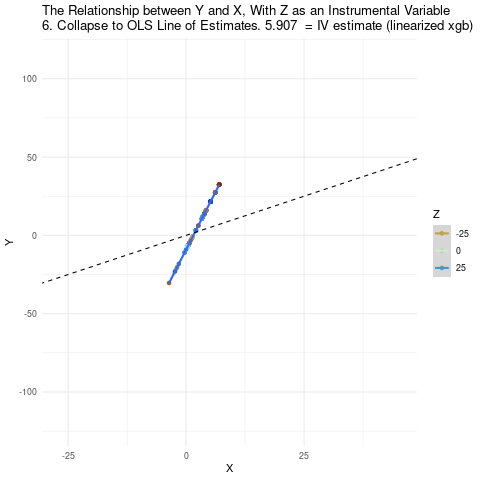 The Relationship between Y and X, With Z as an Instrumental Variable
6. Collapse to OLS Line of Estimates. 5.907  = IV estimate (linearized xgb)
100
50
0
-50
-100
Y
-25
0
25
X
Z
-25
0
25